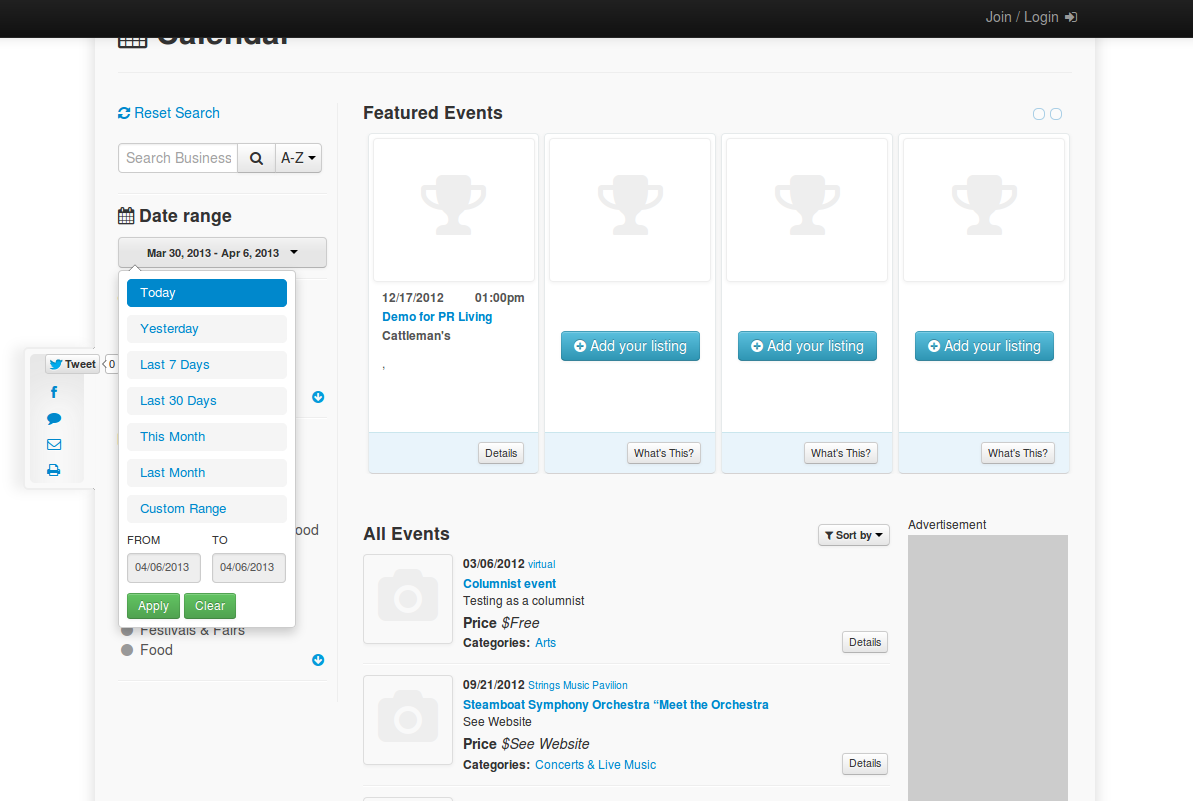 Join / Login
Calendar
Reset Search
Search Business
A-Z
Date range
Mar 30, 2013 - Apr 6, 2013
Today
Yesterday
Last 7 Days
Last 30 Days
This Month
Last Month
Custom Range
FROM TO
04/06/2013 04/06/2013
Apply Clear
Tweet 0
ood
Festivals & Fairs
Food
Featured Events
12/17/2012 01:00pm
Demo for PR Living
Cattleman's
,
Details
Add your listing
What's This?
Add your listing
What's This?
Add your listing
What's This?
All Events
Sort by
03/06/2012 virtual
Columnist event
Testing as a columnist
Price $Free
Categories: Arts
Details
09/21/2012 Strings Music Pavilion
Steamboat Symphony Orchestra “Meet the Orchestra
See Website
Price $See Website
Categories: Concerts & Live Music
Details
Advertisement